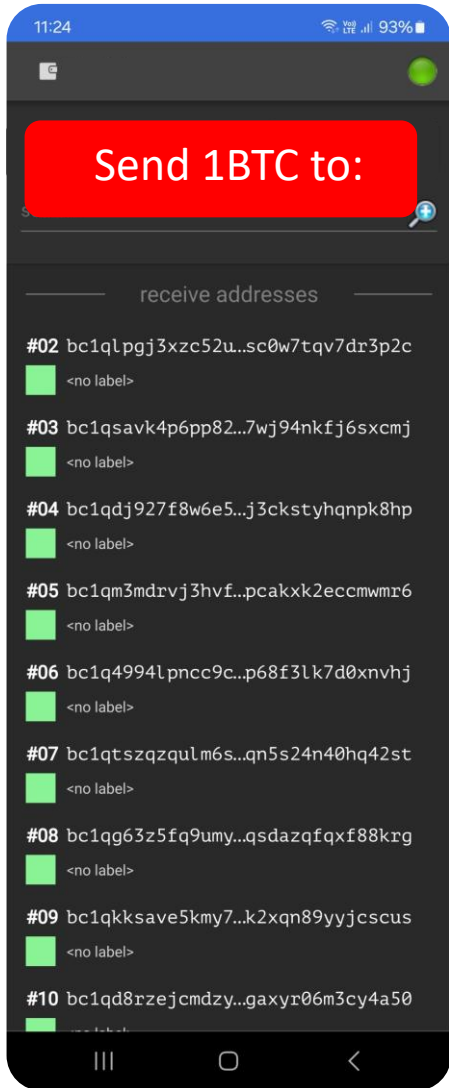 11:24 Vo) LTE 93%
Send 1BTC to:
receive addresses
#02 bc1qlpgj3xzc52u…sc0w7tqv7dr3p2c
<no label>
#03 bc1qsavk4p6pp82…7wj94nkfj6sxcmj
<no label>
#04 bc1qdj927f8w6e5…j3ckstyhqnpk8hp
<no label>
#05 bc1qm3mdrvj3hvf…pcakxk2eccmwmr6
<no label>
#06 bc1q4994lpncc9c…p68f3lk7d0xnvhj
<no label>
#07 bc1qtszqzqulm6s…qn5s24n40hq42st
<no label>
#08 bc1qg63z5fq9umy…qsdazqfqxf88krg
<no label>
#09 bc1qkksave5kmy7…k2xqn89yyjcscus
<no label>
#10 bc1qd8rzejcmdzy…gaxyr06m3cy4a50